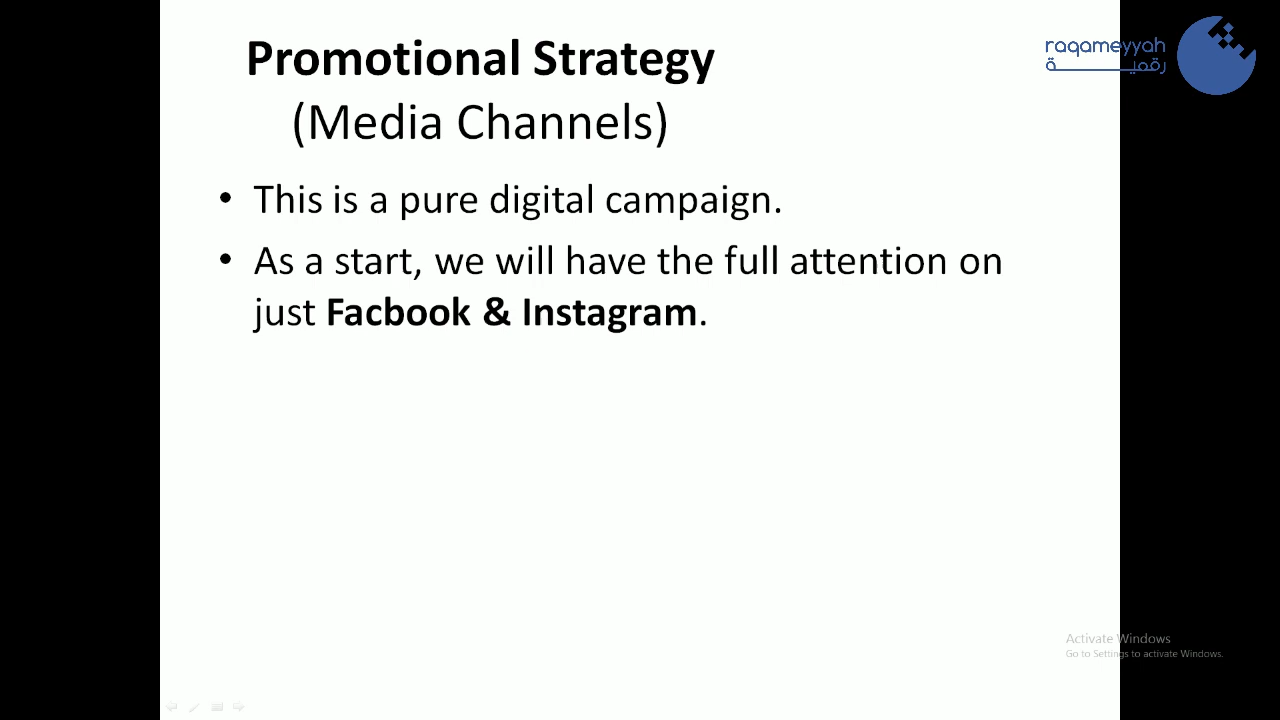 Promotional Strategy
(Media Channels)
raqameyyah
رقمية
• This is a pure digital campaign.
• As a start, we will have the full attention on
just Facbook & Instagram.
Activate Windows
Go to Settings to activate Windows.